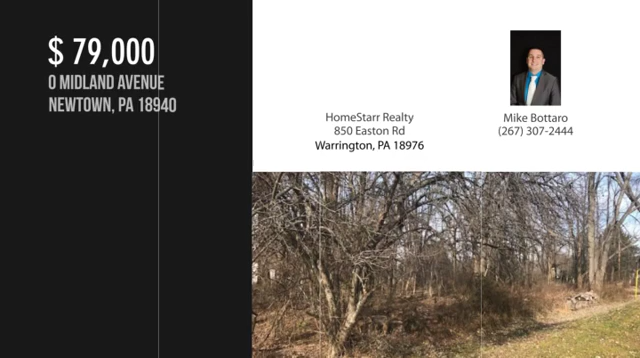 $ 79,000
0 MIDLAND AVENUE
NEWTOWN, PA 18940
HomeStarr Realty
850 Easton Rd
Warrington, PA 18976
Mike Bottaro
(267) 307-2444